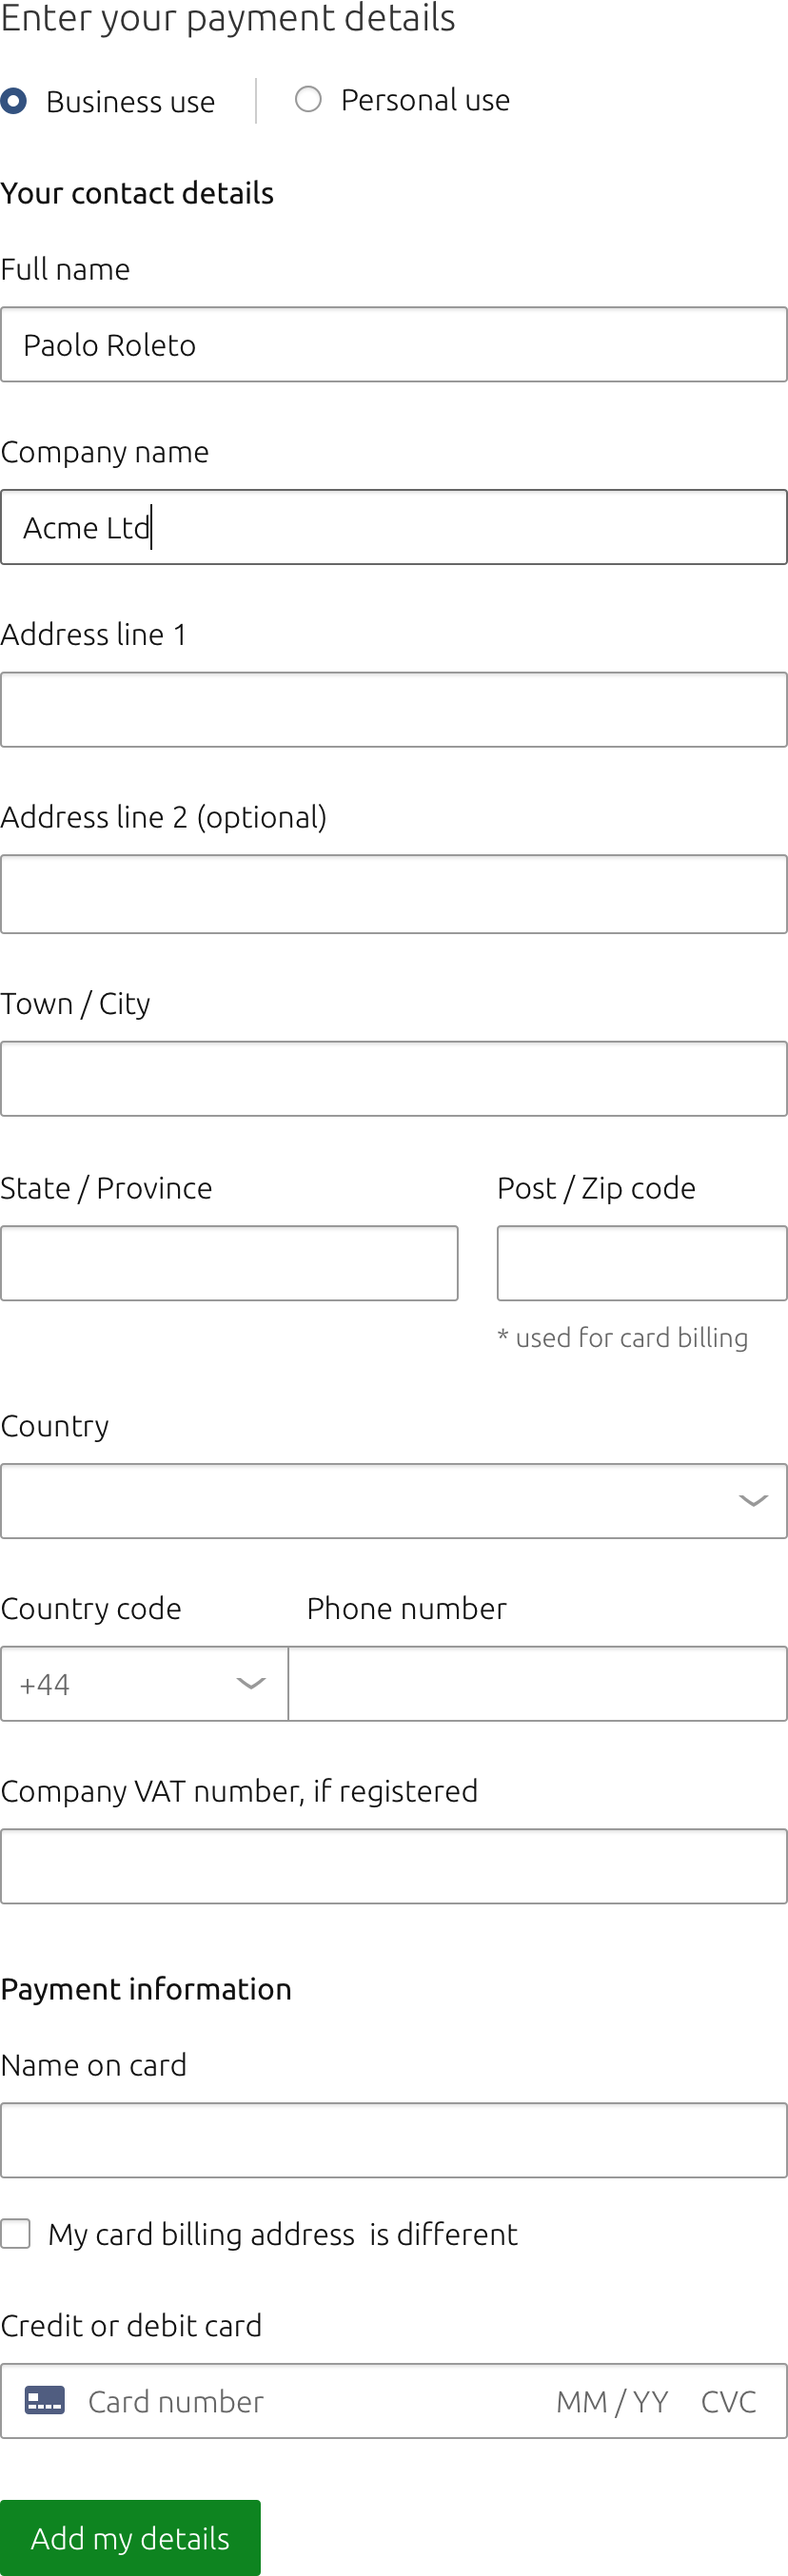 Enter your payment details
Business use
Personal use
Your contact details
Full name
Paolo Roleto
Company name
Acme Ltd
Address line 1
Address line 2 (optional)
Town / City
State / Province
Post / Zip code
* used for card billing
Country
Country code
Phone number
+44
Company VAT number, if registered
Payment information
Name on card
My card billing address  is different
Credit or debit card
Card number MM / YY CVC
Add my details